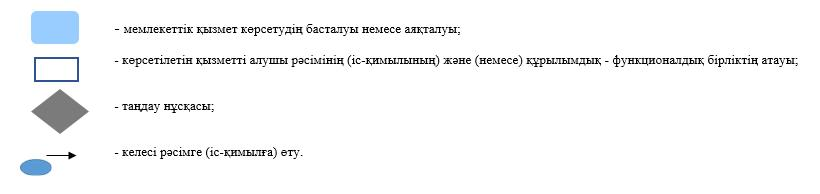 - мемлекеттік қызмет көрсетудің басталуы немесе аяқталуы;
- көрсетілетін қызметті алушы рәсімінің (іс-қимылының) және (немесе) құрылымдық - функционалдық бірліктің атауы;
- таңдау нұсқасы;
- келесі рәсімге (іс-қимылға) өту.